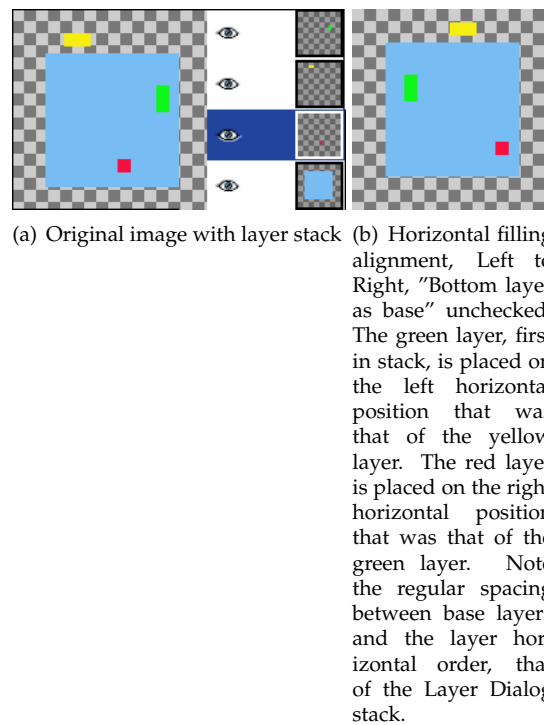 (a) Original image with layer stack
(b) Horizontal filling
alignment, Left to
Right, ”Bottom layer
as base” unchecked.
The green layer, first
in stack, is placed on
the left horizontal
position that was
that of the yellow
layer. The red layer
is placed on the right
horizontal position
that was that of the
green layer. Note
the regular spacing
between base layers
and the layer hor-
izontal order, that
of the Layer Dialog
stack.